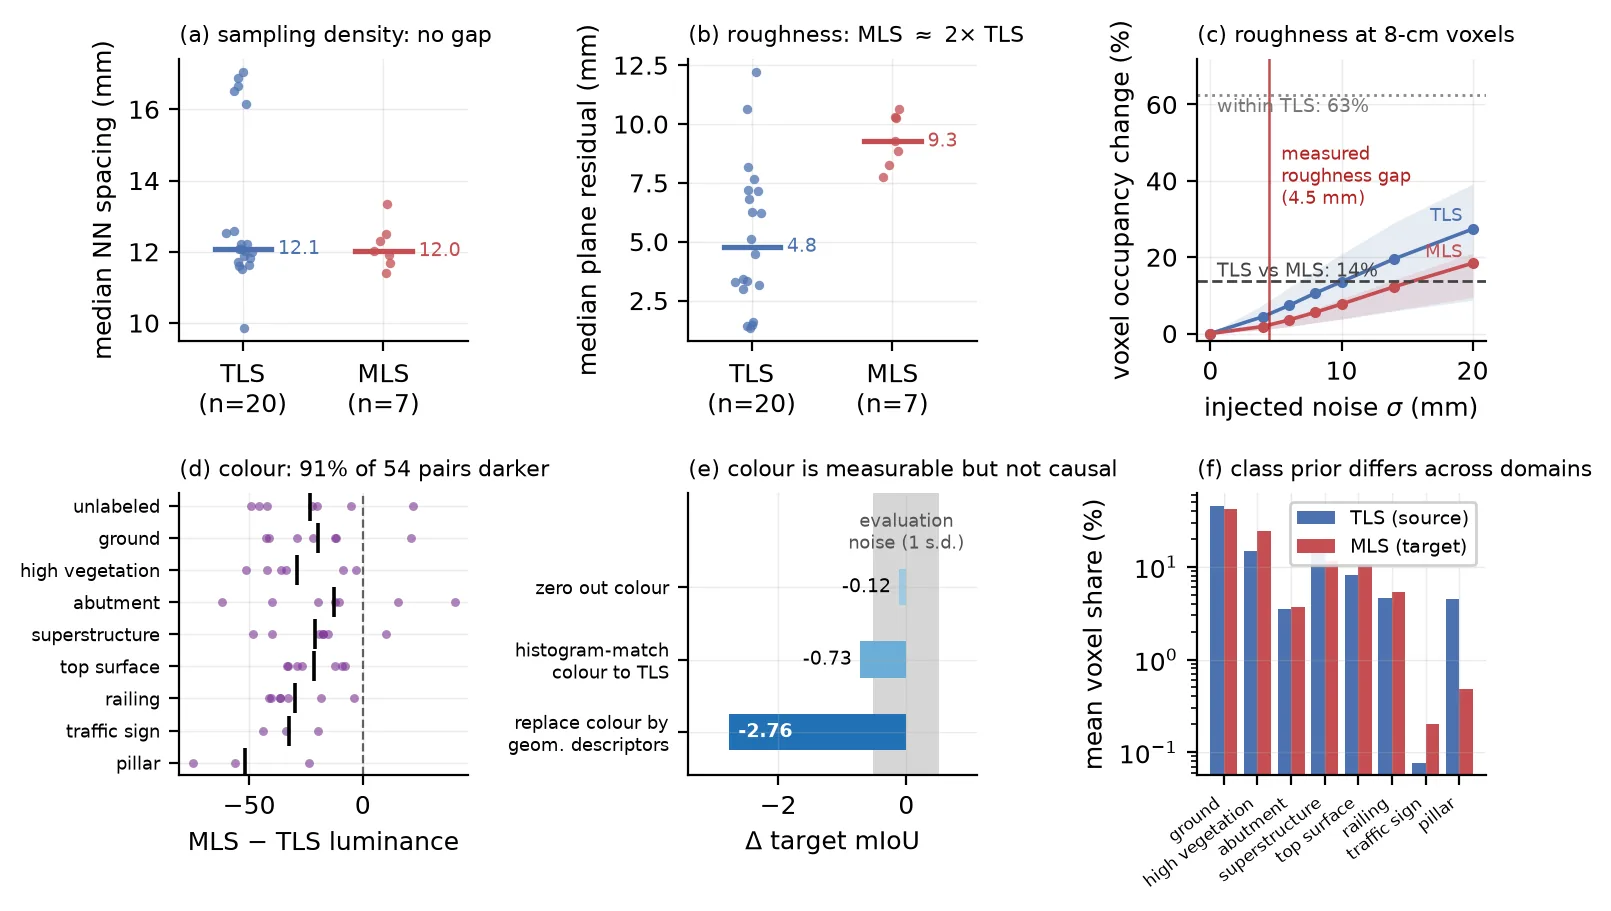 (a) sampling density: no gap
median NN spacing (mm)
16
14
12
10
12.1
12.0
TLS
(n=20)
MLS
(n=7)
(b) roughness: MLS ≈ 2× TLS
median plane residual (mm)
12.5
10.0
7.5
5.0
2.5
4.8
9.3
TLS
(n=20)
MLS
(n=7)
(c) roughness at 8-cm voxels
voxel occupancy change (%)
60
40
20
0
within TLS: 63%
measured
roughness gap
(4.5 mm)
TLS
MLS
TLS vs MLS: 14%
0
10
20
injected noise σ (mm)
(d) colour: 91% of 54 pairs darker
unlabeled
ground
high vegetation
abutment
superstructure
top surface
railing
traffic sign
pillar
−50
0
MLS − TLS luminance
(e) colour is measurable but not causal
evaluation
noise (1 s.d.)
zero out colour
-0.12
histogram-match
colour to TLS
-0.73
replace colour by
geom. descriptors
-2.76
−2
0
Δ target mIoU
(f) class prior differs across domains
mean voxel share (%)
10¹
10⁰
10⁻¹
TLS (source)
MLS (target)
ground
high vegetation
abutment
superstructure
top surface
railing
traffic sign
pillar